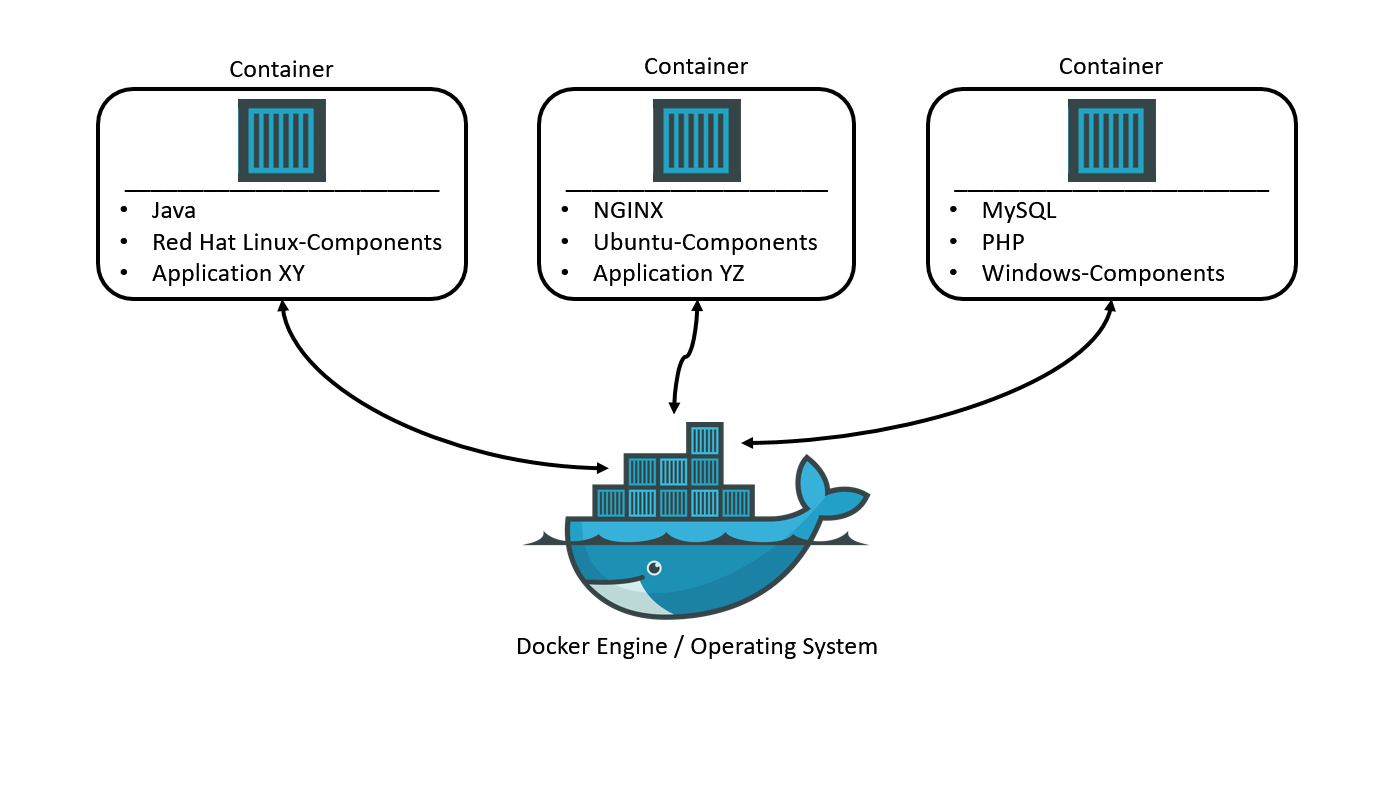 Container
• Java
• Red Hat Linux-Components
• Application XY
Container
• NGINX
• Ubuntu-Components
• Application YZ
Container
• MySQL
• PHP
• Windows-Components
Docker Engine / Operating System